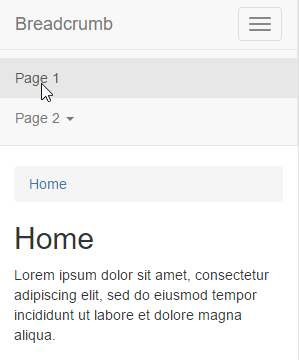 Breadcrumb
Page 1
Page 2
Home
Home
Lorem ipsum dolor sit amet, consectetur
adipiscing elit, sed do eiusmod tempor
incididunt ut labore et dolore magna
aliqua.